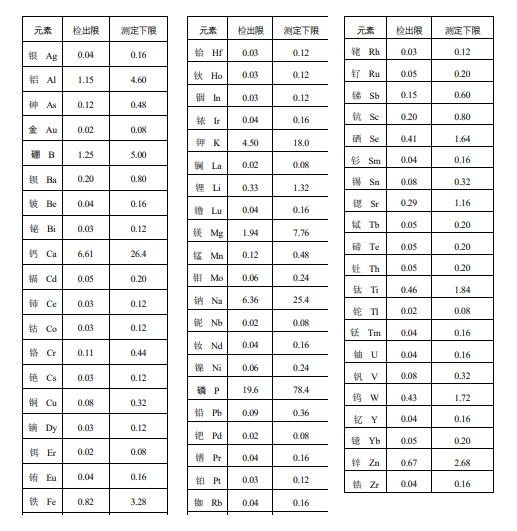 元素 检出限 测定下限
银 Ag 0.04 0.16
铝 Al 1.15 4.60
砷 As 0.12 0.48
金 Au 0.02 0.08
硼 B 1.25 5.00
钡 Ba 0.20 0.80
铍 Be 0.04 0.16
铋 Bi 0.03 0.12
钙 Ca 6.61 26.4
镉 Cd 0.05 0.20
铈 Ce 0.03 0.12
钴 Co 0.03 0.12
铬 Cr 0.11 0.44
铯 Cs 0.03 0.12
铜 Cu 0.08 0.32
镝 Dy 0.03 0.12
铒 Er 0.02 0.08
铕 Eu 0.04 0.16
铁 Fe 0.82 3.28
元素 检出限 测定下限
铪 Hf 0.03 0.12
钬 Ho 0.03 0.12
铟 In 0.03 0.12
铱 Ir 0.04 0.16
钾 K 4.50 18.0
镧 La 0.02 0.08
锂 Li 0.33 1.32
镥 Lu 0.04 0.16
镁 Mg 1.94 7.76
锰 Mn 0.12 0.48
钼 Mo 0.06 0.24
钠 Na 6.36 25.4
铌 Nb 0.02 0.08
钕 Nd 0.04 0.16
镍 Ni 0.06 0.24
磷 P 19.6 78.4
铅 Pb 0.09 0.36
钯 Pd 0.02 0.08
镨 Pr 0.04 0.16
铂 Pt 0.03 0.12
铷 Rb 0.04 0.16
元素 检出限 测定下限
铑 Rh 0.03 0.12
钌 Ru 0.05 0.20
锑 Sb 0.15 0.60
钪 Sc 0.20 0.80
硒 Se 0.41 1.64
钐 Sm 0.04 0.16
锡 Sn 0.08 0.32
锶 Sr 0.29 1.16
铽 Tb 0.05 0.20
碲 Te 0.05 0.20
钍 Th 0.05 0.20
钛 Ti 0.46 1.84
铊 Tl 0.02 0.08
铥 Tm 0.04 0.16
铀 U 0.04 0.16
钒 V 0.08 0.32
钨 W 0.43 1.72
钇 Y 0.04 0.16
镱 Yb 0.05 0.20
锌 Zn 0.67 2.68
锆 Zr 0.04 0.16